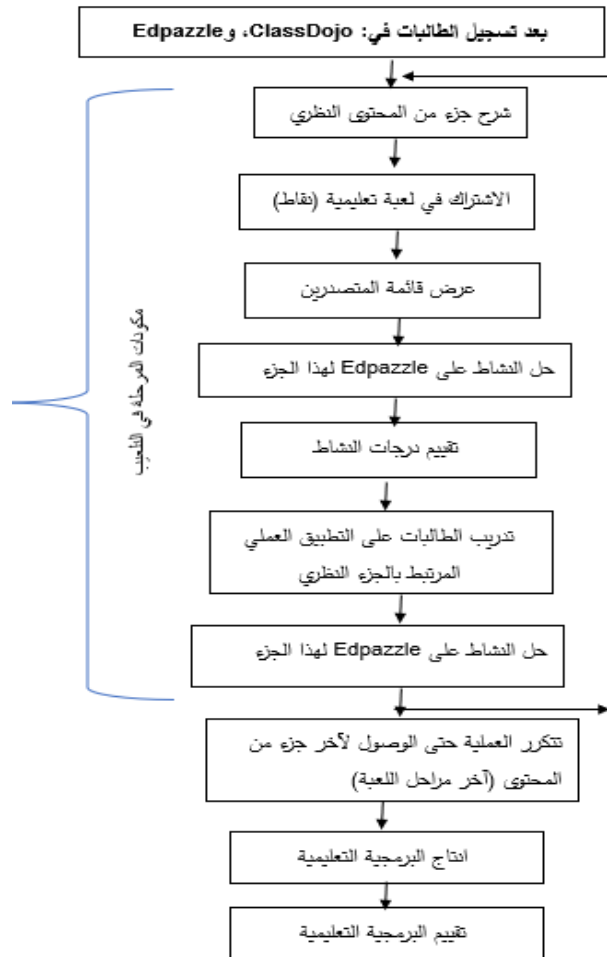 بعد تسجيل الطالبات في: ClassDojo، وEdpazzle
شرح جزء من المحتوى النظري
الاشتراك في لعبة تعليمية (نقاط)
عرض قائمة المتصدرين
حل النشاط على Edpazzle لهذا الجزء
تقييم درجات النشاط
تدريب الطالبات على التطبيق العملي
المرتبط بالجزء النظري
حل النشاط على Edpazzle لهذا الجزء
مكونات المرحلة في التلعيب
تتكرر العملية حتى الوصول لآخر جزء من
المحتوى (آخر مراحل اللعبة)
انتاج البرمجية التعليمية
تقييم البرمجية التعليمية